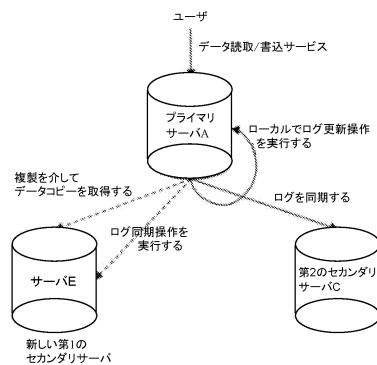 ユーザ
データ読取/書込サービス
プライマリ
サーバA
ローカルでログ更新操作
を実行する
複製を介して
データコピーを取得する
ログ同期操作を
実行する
ログを同期する
サーバE
第2のセカンダリ
サーバC
新しい第1の
セカンダリサーバ